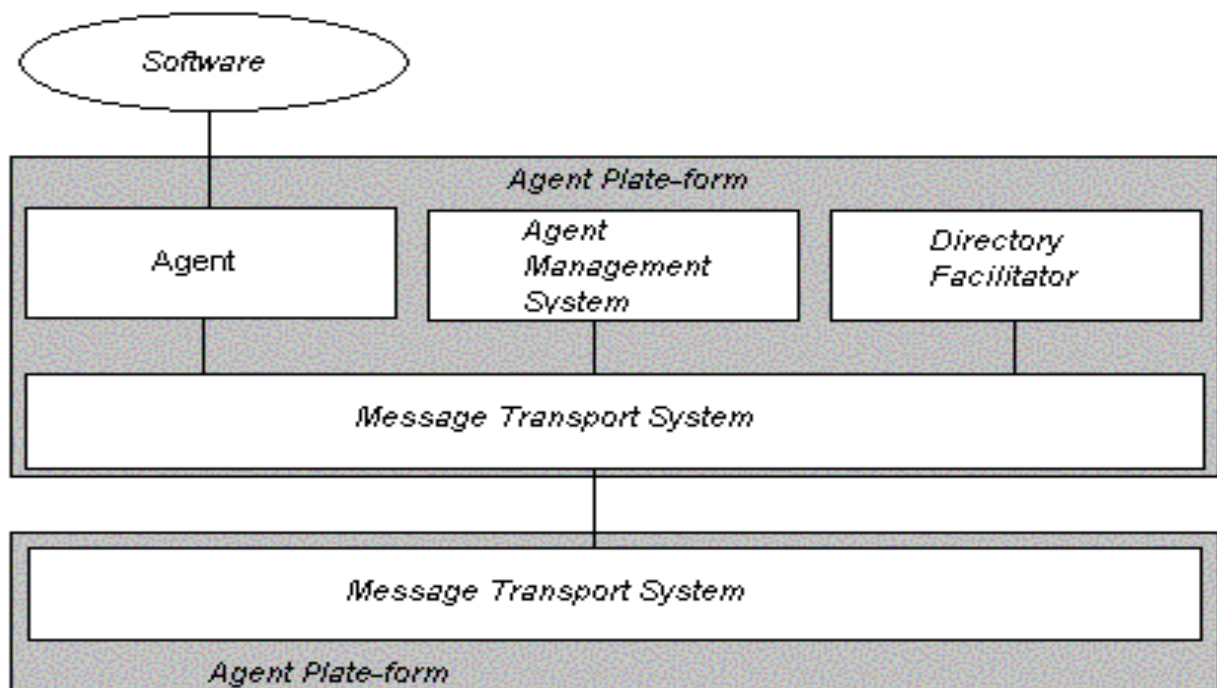 Software
Agent Plate-form
Agent
Agent
Management
System
Directory
Facilitator
Message Transport System
Message Transport System
Agent Plate-form